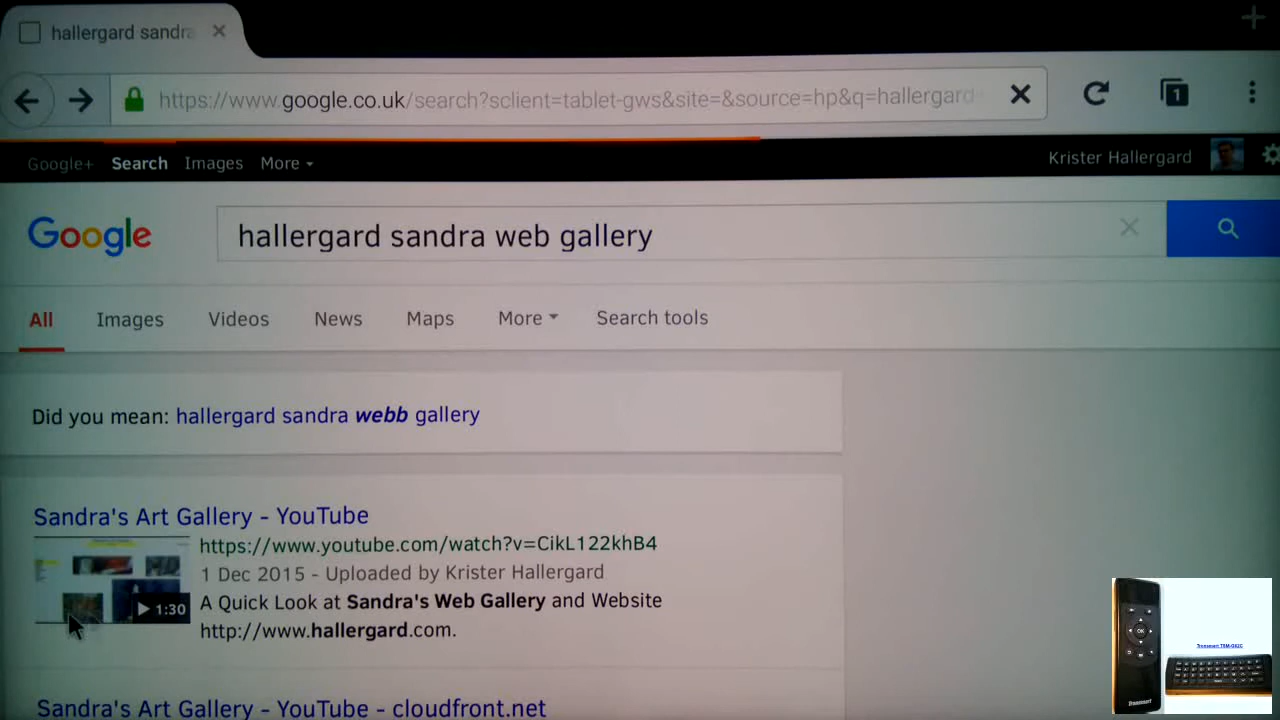 hallergard sandra
https://www.google.co.uk/search?sclient=tablet-gws&site=&source=hp&q=hallergard
1
Google+ Search Images More
Krister Hallergard
Google
hallergard sandra web gallery
All Images Videos News Maps More Search tools
Did you mean: hallergard sandra webb gallery
Sandra's Art Gallery - YouTube
https://www.youtube.com/watch?v=CikL122khB4
1 Dec 2015 - Uploaded by Krister Hallergard
1:30
A Quick Look at Sandra's Web Gallery and Website
http://www.hallergard.com.
OK
Tronsmart
Sandra's Art Gallery - YouTube - cloudfront.net